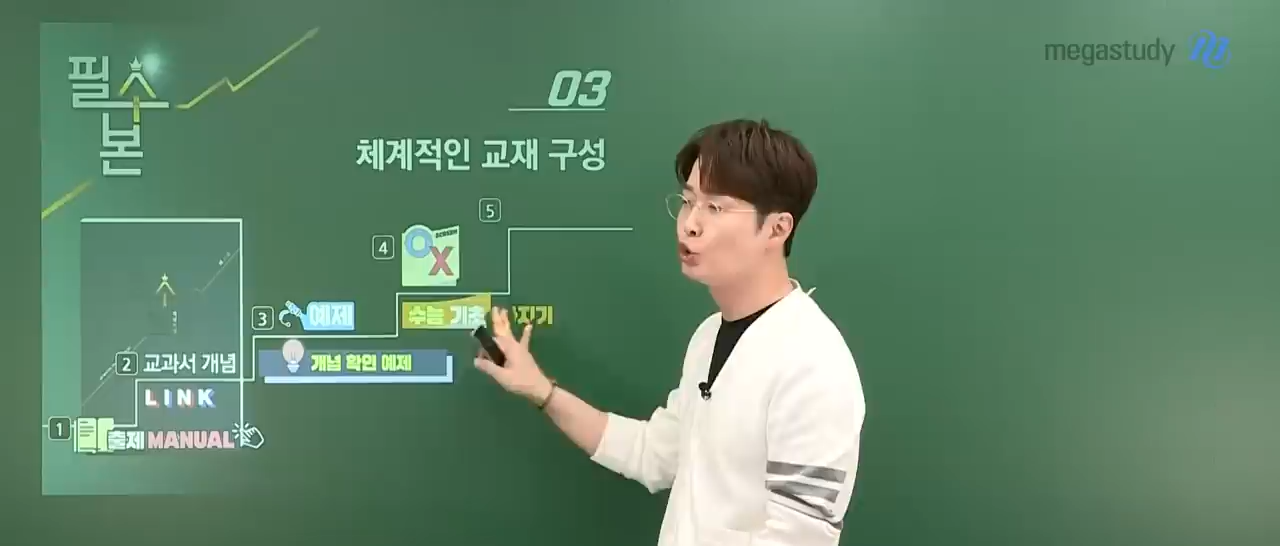 필수
본
megastudy
03
체계적인 교재 구성
5
4
OX
SCREEN
3 예제
수능 기초
개념 확인 예제
2 교과서 개념
LINK
1 출제 MANUAL